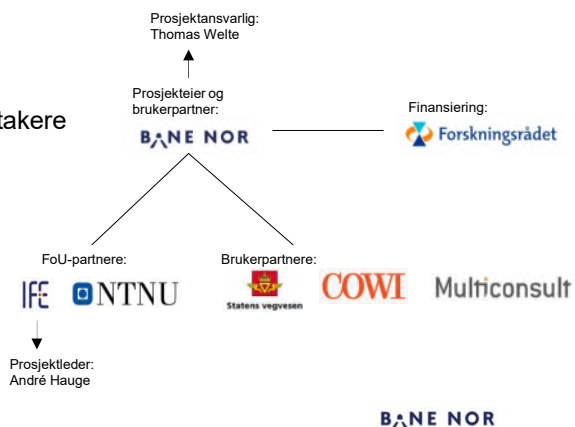 Prosjektansvarlig:
Thomas Welte
Prosjekteier og
brukerpartner:
BANE NOR
takere
Finansiering:
Forskningsrådet
FoU-partnere:
IFE NTNU
Brukerpartnere:
Statens vegvesen
COWI
Multiconsult
Prosjektleder:
André Hauge
BANE NOR